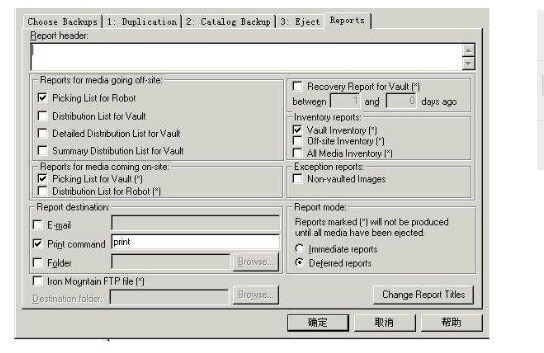 Choose Backups 1: Duplication 2: Catalog Backup 3: Eject Reports
Report header:
Reports for media going off-site:
Picking List for Robot
Distribution List for Vault
Detailed Distribution List for Vault
Summary Distribution List for Vault
Reports for media coming on-site:
Picking List for Vault (*)
Distribution List for Robot (*)
Recovery Report for Vault (*)
between 1 and 0 days ago
Inventory reports:
Vault Inventory (*)
Off-site Inventory (*)
All Media Inventory (*)
Exception reports:
Non-vaulted Images
Report destination:
E-mail
Print command print
Folder Browse...
Iron Mountain FTP file (*)
Destination folder: Browse...
Report mode:
Reports marked (*) will not be produced
until all media have been ejected.
Immediate reports
Deferred reports
Change Report Titles
确定 取消 帮助